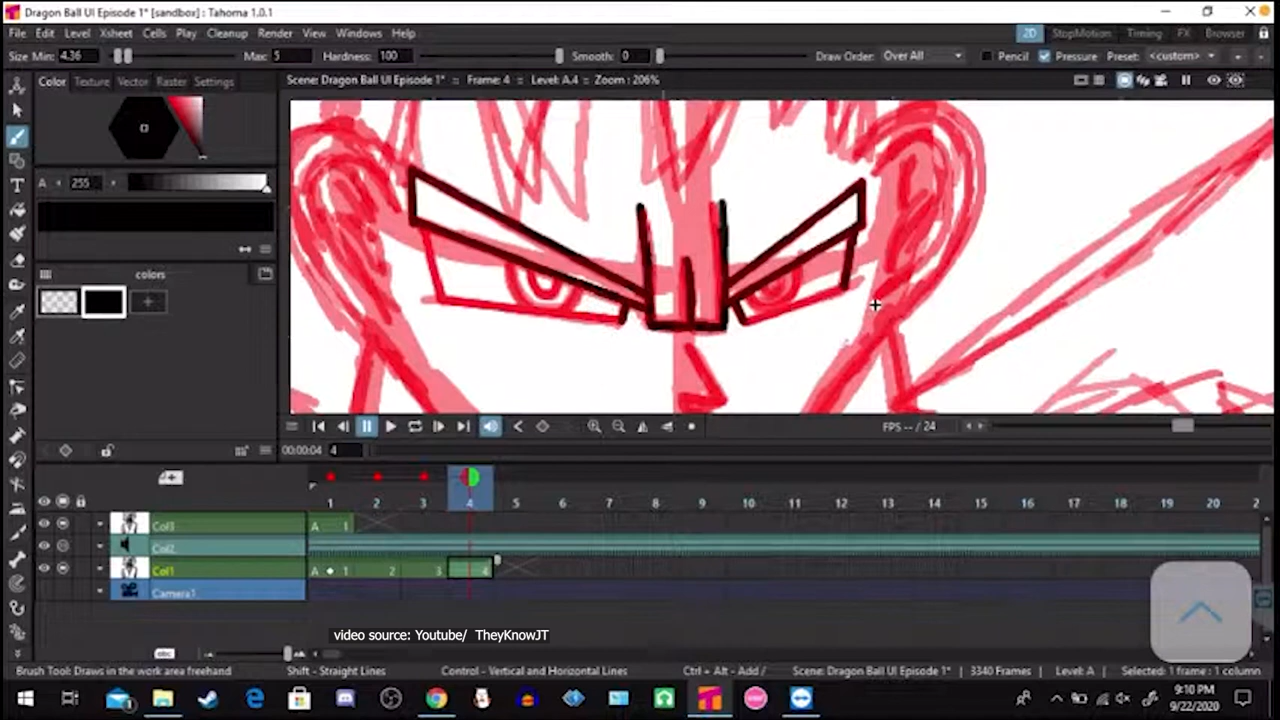 Dragon Ball UI Episode 1* [sandbox] : Tahoma 1.0.1
File Edit Level Xsheet Cells Play Cleanup Render View Windows Help
2D StopMotion Timing FX Browser
Size Min: 4.36 Max: 5 Hardness: 100 Smooth: 0 Draw Order: Over All Pencil Pressure Preset: <custom>
Color Texture Vector Raster Settings
Scene: Dragon Ball UI Episode 1* :: Frame: 4 :: Level: A.4 :: Zoom : 206%
A 255
colors
FPS -- / 24
00:00:04 4
1 2 3 4 5 6 7 8 9 10 11 12 13 14 15 16 17 18 19 20 2
Col3 A 1
Col2
Col1 A 1 2 3 4
Camera1
abc
video source: Youtube/ TheyKnowJT
Brush Tool: Draws in the work area freehand Shift - Straight Lines Control - Vertical and Horizontal Lines Ctrl + Alt - Add / Scene: Dragon Ball UI Episode 1* | 3340 Frames | Level: A | Selected: 1 frame : 1 column
9:10 PM
9/22/2020